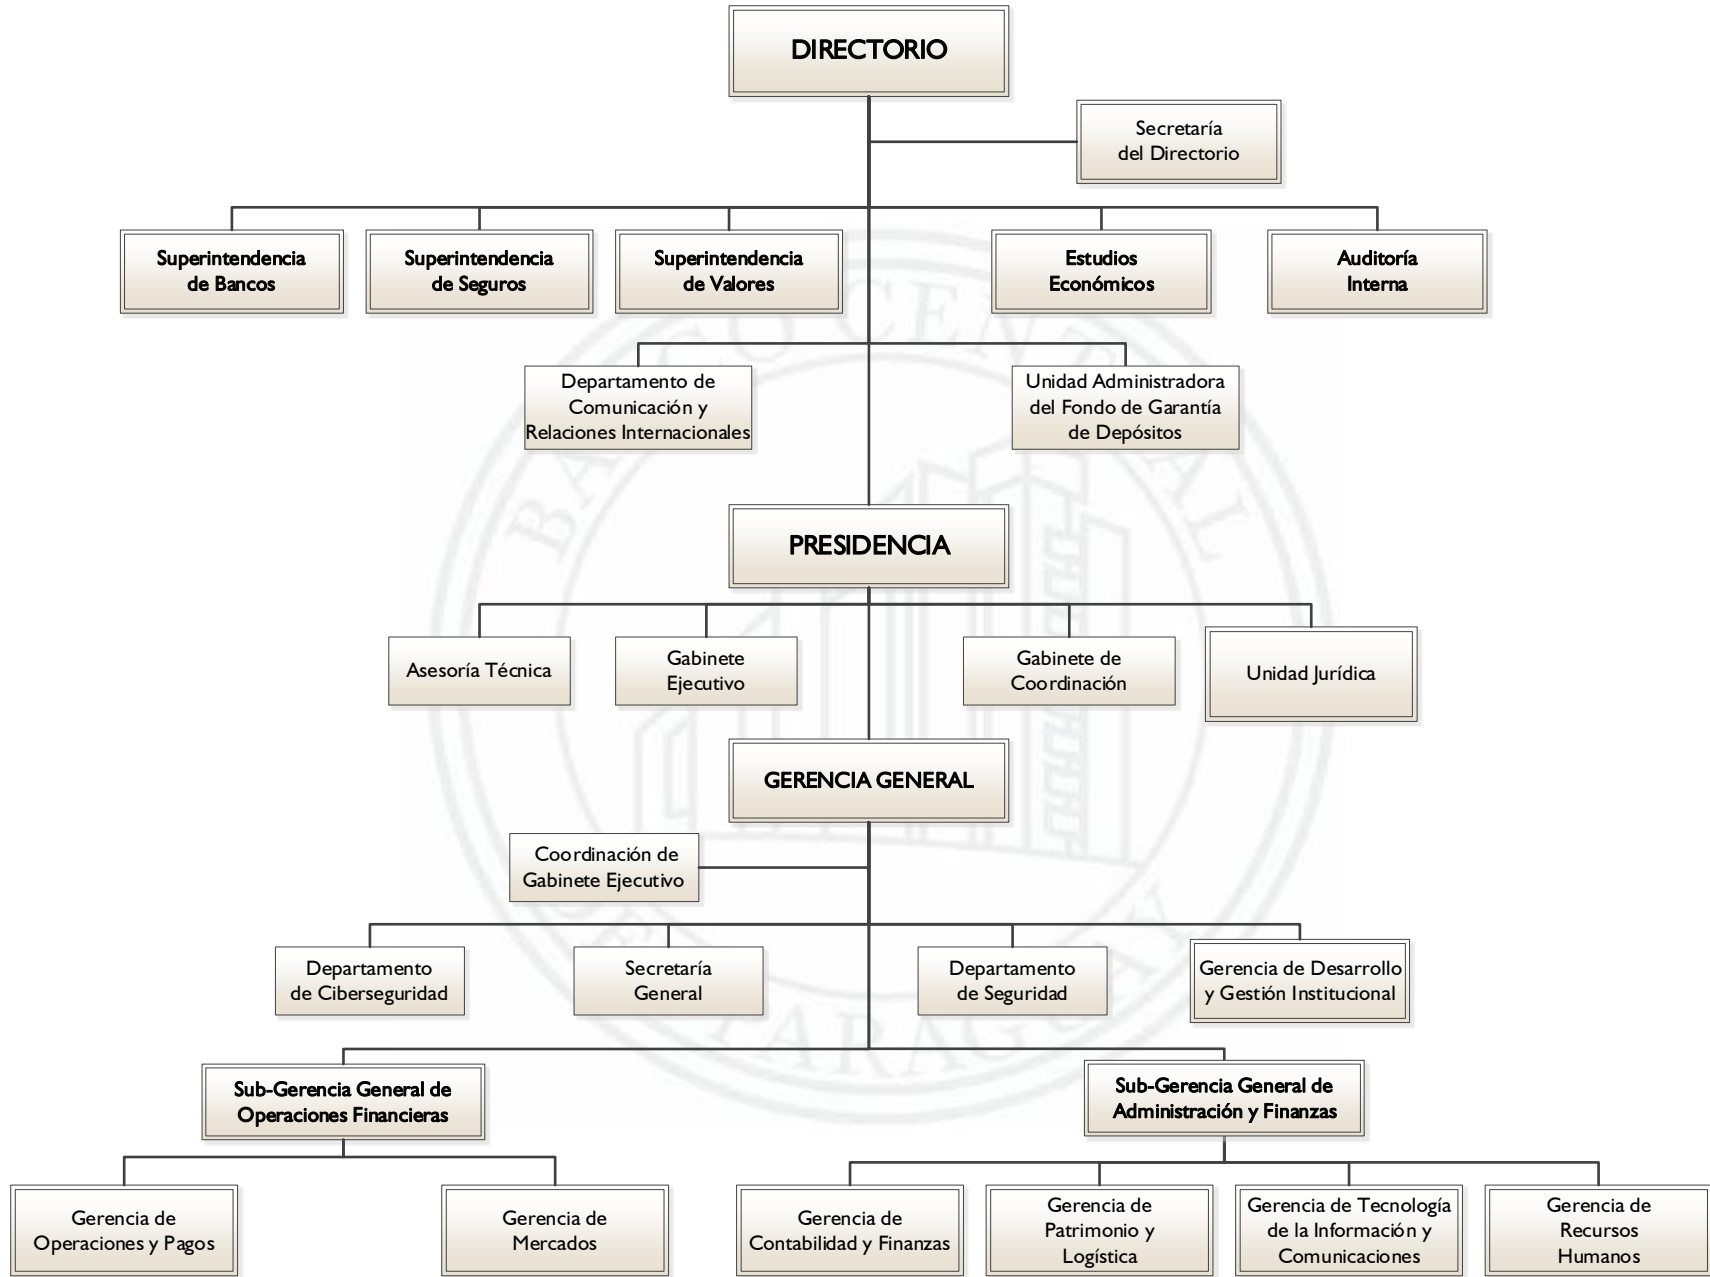 DIRECTORIO
Secretaría
del Directorio
Superintendencia
de Bancos
Superintendencia
de Seguros
Superintendencia
de Valores
Estudios
Económicos
Auditoría
Interna
Departamento de
Comunicación y
Relaciones Internacionales
Unidad Administradora
del Fondo de Garantía
de Depósitos
PRESIDENCIA
Asesoría Técnica
Gabinete
Ejecutivo
Gabinete de
Coordinación
Unidad Jurídica
GERENCIA GENERAL
Coordinación de
Gabinete Ejecutivo
Departamento
de Ciberseguridad
Secretaría
General
Departamento
de Seguridad
Gerencia de Desarrollo
y Gestión Institucional
Sub-Gerencia General de
Operaciones Financieras
Sub-Gerencia General de
Administración y Finanzas
Gerencia de
Operaciones y Pagos
Gerencia de
Mercados
Gerencia de
Contabilidad y Finanzas
Gerencia de
Patrimonio y
Logística
Gerencia de Tecnología
de la Información y
Comunicaciones
Gerencia de
Recursos
Humanos
BANCO CENTRAL
DEL PARAGUAY